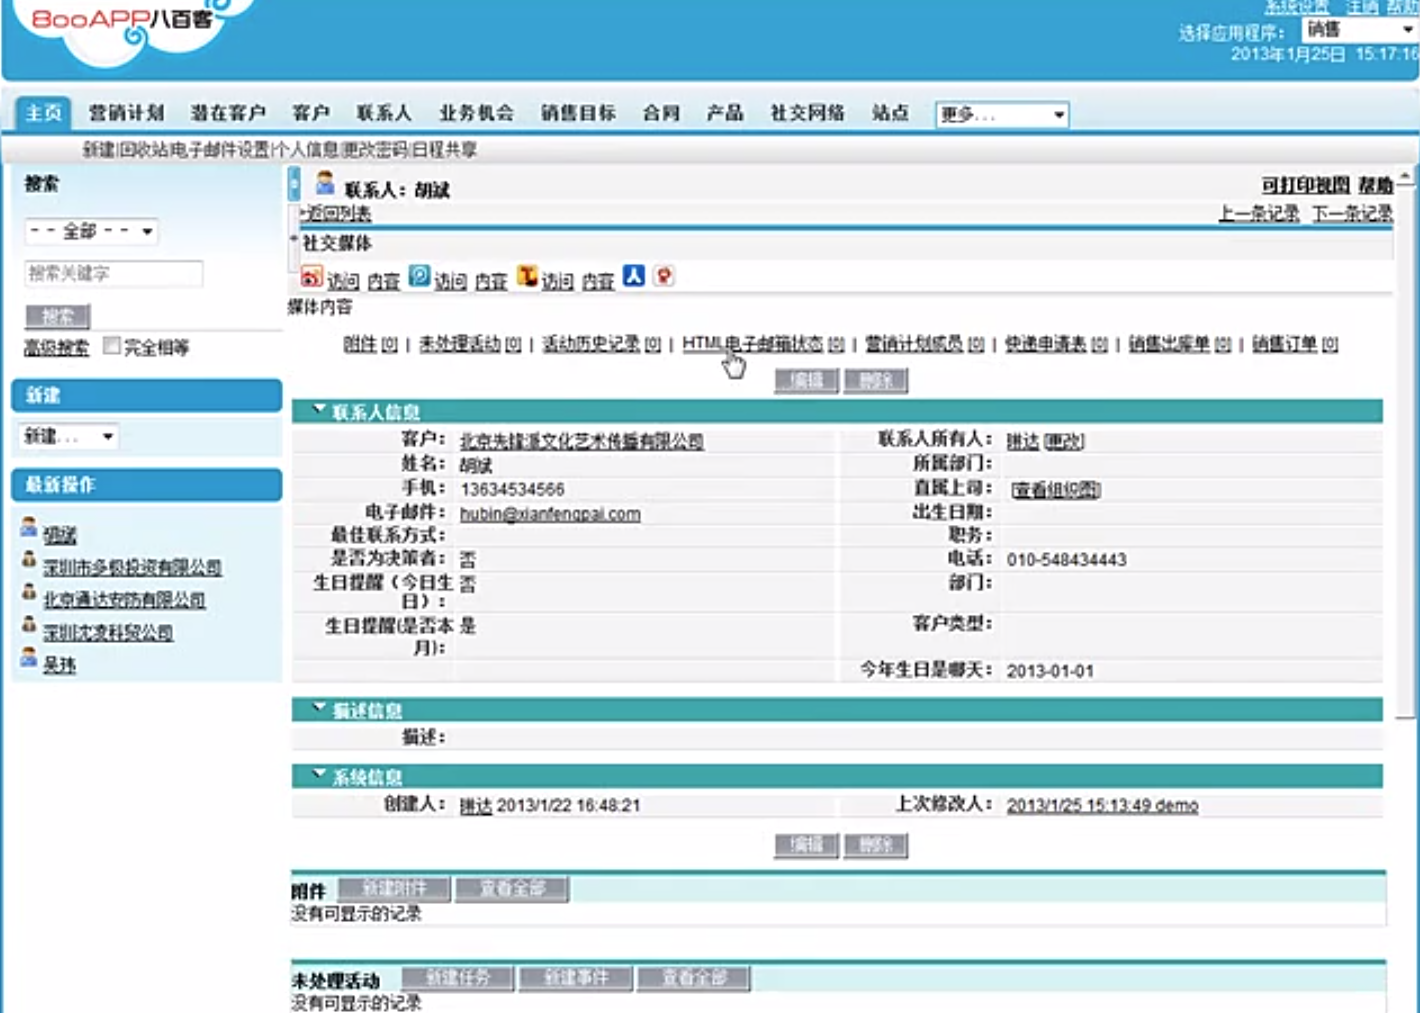 8ooAPP八百客
系统设置 注销 帮助
选择应用程序: 销售
2013年1月25日 15:17:16
主页 营销计划 潜在客户 客户 联系人 业务机会 销售目标 合同 产品 社交网络 站点 更多...
新建|回收站|电子邮件设置|个人信息|更改密码|日程共享
搜索
- - 全部 - -
搜索关键字
搜索
高级搜索 完全相等
新建
新建...
最新操作
胡斌
深圳市多极投资有限公司
北京通达安防有限公司
深圳沈凌科贸公司
吴玮
联系人：胡斌
可打印视图 帮助
返回列表
上一条记录 下一条记录
社交媒体
访问 内容 访问 内容 访问 内容
媒体内容
附件 [0] | 未处理活动 [0] | 活动历史记录 [0] | HTML电子邮箱状态 [0] | 营销计划成员 [0] | 快递申请表 [0] | 销售出库单 [0] | 销售订单 [0]
编辑 删除
联系人信息
客户： 北京先锋派文化艺术传播有限公司 联系人所有人： 琳达 [更改]
姓名： 胡斌 所属部门：
手机： 13634534566 直属上司： [查看组织图]
电子邮件： hubin@xianfengpai.com 出生日期：
最佳联系方式： 职务：
是否为决策者： 否 电话： 010-548434443
生日提醒（今日生日）： 否 部门：
生日提醒(是否本月)： 是 客户类型：
今年生日是哪天： 2013-01-01
描述信息
描述：
系统信息
创建人： 琳达 2013/1/22 16:48:21 上次修改人： 2013/1/25 15:13:49 demo
编辑 删除
附件 新建附件 查看全部
没有可显示的记录
未处理活动 新建任务 新建事件 查看全部
没有可显示的记录